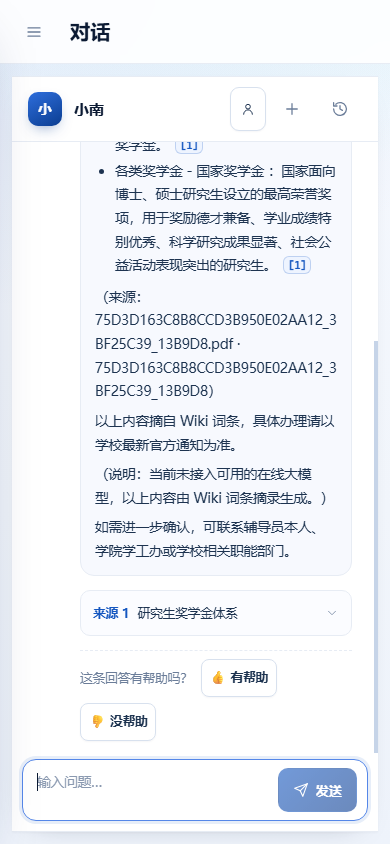 对话
小 小南
奖学金。 [1]
• 各类奖学金 - 国家奖学金： 国家面向
博士、硕士研究生设立的最高荣誉奖
项，用于奖励德才兼备、学业成绩特
别优秀、科学研究成果显著、社会公
益活动表现突出的研究生。 [1]
（来源：
75D3D163C8B8CCD3B950E02AA12_3
BF25C39_13B9D8.pdf ·
75D3D163C8B8CCD3B950E02AA12_3
BF25C39_13B9D8）
以上内容摘自 Wiki 词条，具体办理请以
学校最新官方通知为准。
（说明：当前未接入可用的在线大模
型，以上内容由 Wiki 词条摘录生成。）
如需进一步确认，可联系辅导员本人、
学院学工办或学校相关职能部门。
来源 1 研究生奖学金体系
这条回答有帮助吗？ 👍 有帮助
👎 没帮助
输入问题... 发送